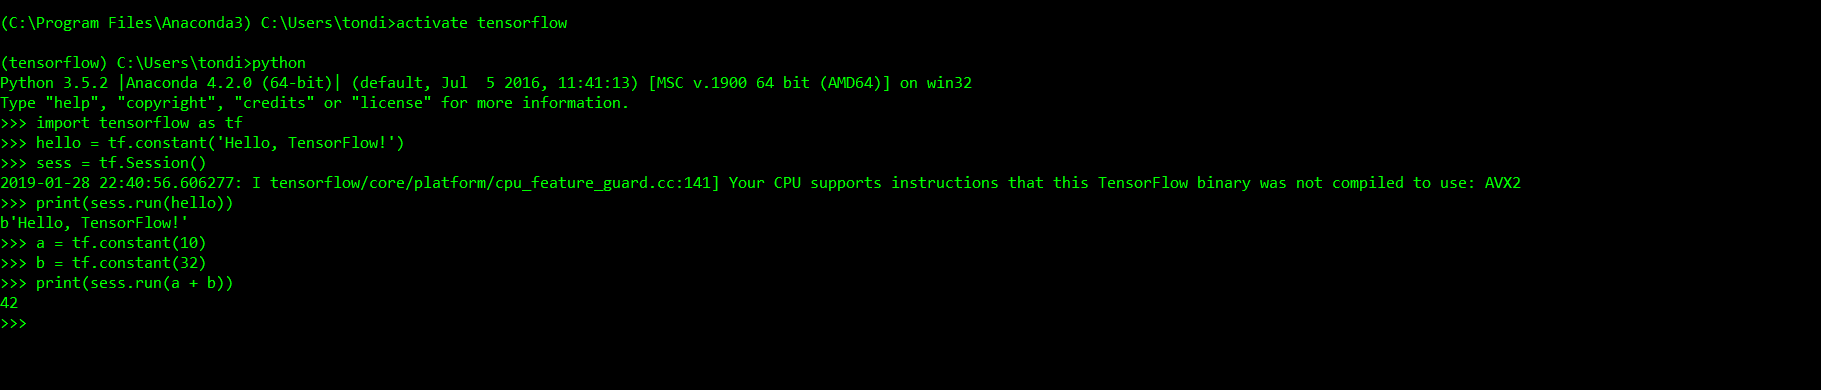 (C:\Program Files\Anaconda3) C:\Users\tondi>activate tensorflow
(tensorflow) C:\Users\tondi>python
Python 3.5.2 |Anaconda 4.2.0 (64-bit)| (default, Jul  5 2016, 11:41:13) [MSC v.1900 64 bit (AMD64)] on win32
Type "help", "copyright", "credits" or "license" for more information.
>>> import tensorflow as tf
>>> hello = tf.constant('Hello, TensorFlow!')
>>> sess = tf.Session()
2019-01-28 22:40:56.606277: I tensorflow/core/platform/cpu_feature_guard.cc:141] Your CPU supports instructions that this TensorFlow binary was not compiled to use: AVX2
>>> print(sess.run(hello))
b'Hello, TensorFlow!'
>>> a = tf.constant(10)
>>> b = tf.constant(32)
>>> print(sess.run(a + b))
42
>>>